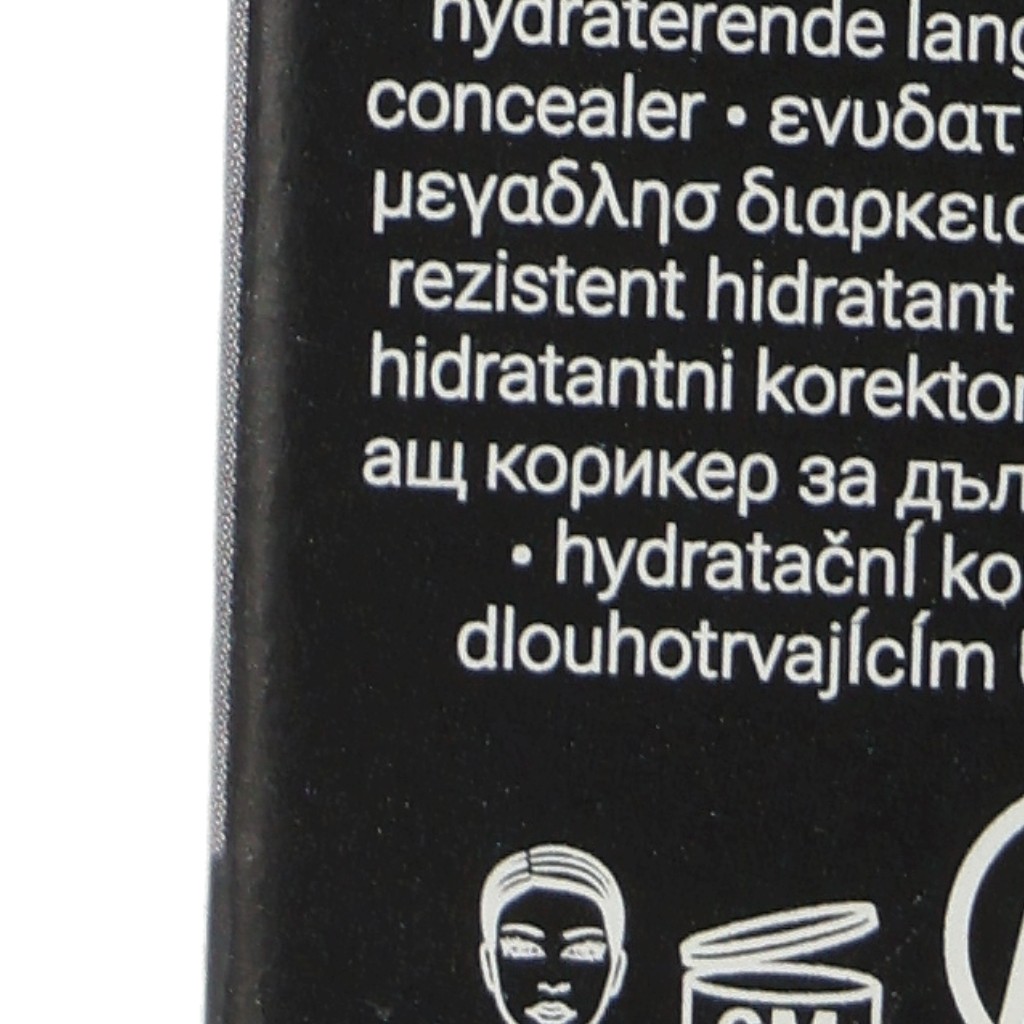 hydraterende lang
concealer • ενυδατ
μεγαδλησ διαρκεια
rezistent hidratant
hidratantni korektor
ащ корикер за дъл
• hydratační ko
dlouhotrvajícím